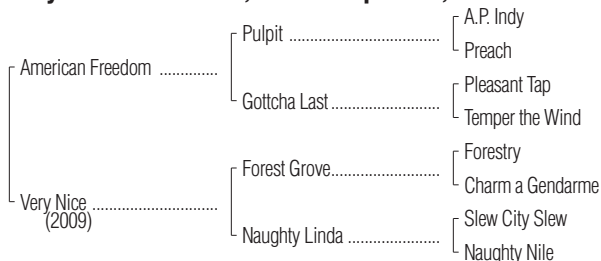 American Freedom ..............
Very Nice ..............................
(2009)
Pulpit ....................................
Gottcha Last ..........................
Forest Grove..........................
Naughty Linda ......................
A.P. Indy
Preach
Pleasant Tap
Temper the Wind
Forestry
Charm a Gendarme
Slew City Slew
Naughty Nile